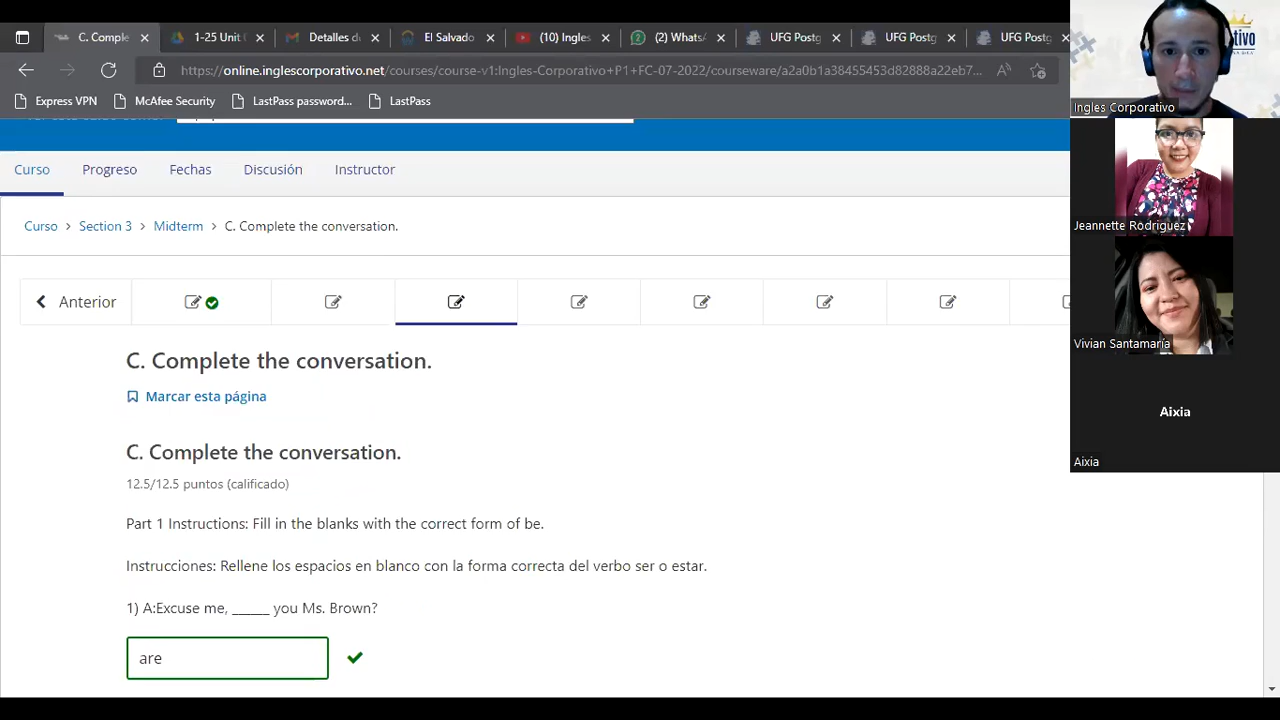 C. Comple
1-25 Unit (
Detalles de
El Salvado
(10) Ingles
(2) WhatsA
UFG Postg
UFG Postg
UFG Postg
https://online.inglescorporativo.net/courses/course-v1:Ingles-Corporativo+P1+FC-07-2022/courseware/a2a0b1a38455453d82888a22eb7...
Express VPN
McAfee Security
LastPass password...
LastPass
Curso
Progreso
Fechas
Discusión
Instructor
Curso > Section 3 > Midterm > C. Complete the conversation.
Anterior
C. Complete the conversation.
Marcar esta página
C. Complete the conversation.
12.5/12.5 puntos (calificado)
Part 1 Instructions: Fill in the blanks with the correct form of be.
Instrucciones: Rellene los espacios en blanco con la forma correcta del verbo ser o estar.
1) A:Excuse me, _____ you Ms. Brown?
are
Ingles Corporativo
Jeannette Rodriguez
Vivian Santamaría
Aixia
Aixia